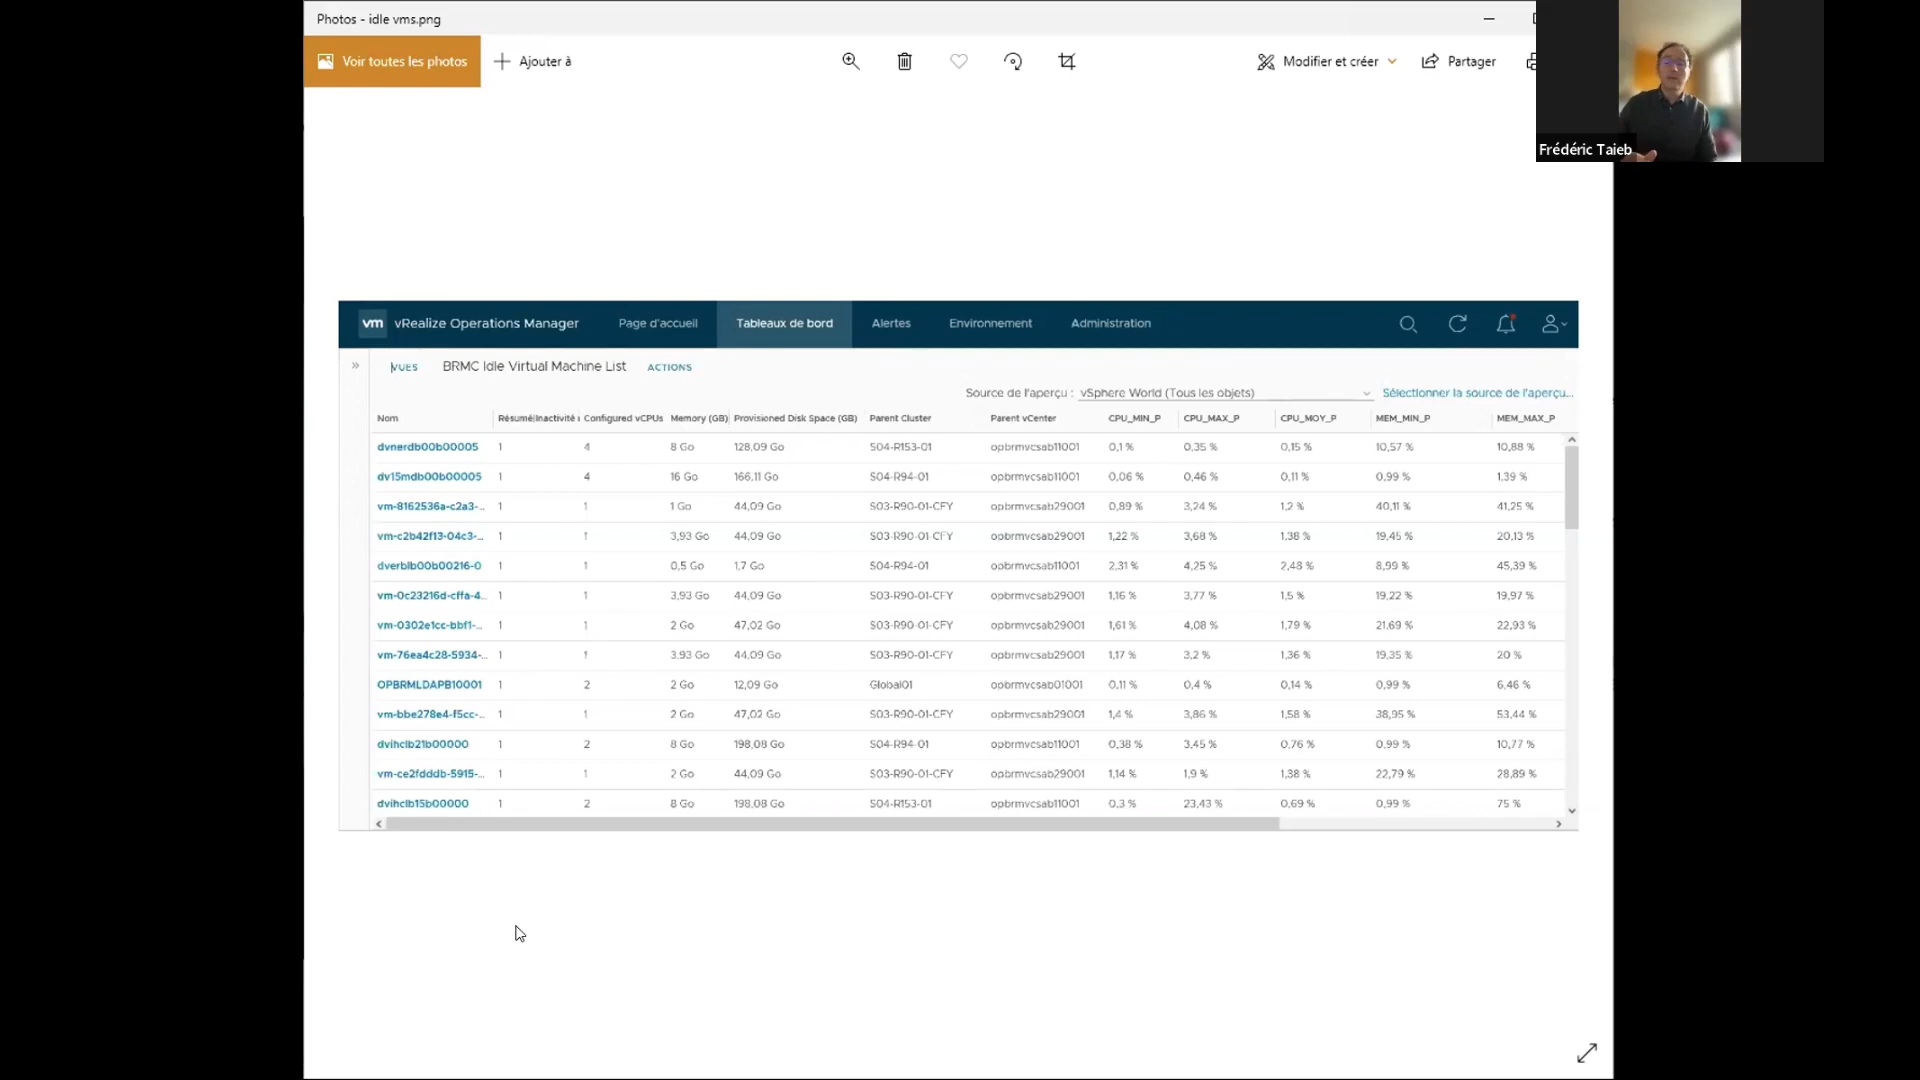 Photos - idle vms.png
Voir toutes les photos Ajouter à Modifier et créer Partager
Frédéric Taieb
vm vRealize Operations Manager Page d'accueil Tableaux de bord Alertes Environnement Administration
VUES BRMC Idle Virtual Machine List ACTIONS
Source de l'aperçu : vSphere World (Tous les objets) Sélectionner la source de l'aperçu...
Nom Résumé|Inactivité Configured vCPUs Memory (GB) Provisioned Disk Space (GB) Parent Cluster Parent vCenter CPU_MIN_P CPU_MAX_P CPU_MOY_P MEM_MIN_P MEM_MAX_P
dvnerdb00b00005 1 4 8 Go 128,09 Go S04-R153-01 opbrmvcsab11001 0,1 % 0,35 % 0,15 % 10,57 % 10,88 %
dv15mdb00b00005 1 4 16 Go 166,11 Go S04-R94-01 opbrmvcsab11001 0,06 % 0,46 % 0,11 % 0,99 % 1,39 %
vm-8162536a-c2a3-... 1 1 1 Go 44,09 Go S03-R90-01-CFY opbrmvcsab29001 0,89 % 3,24 % 1,2 % 40,11 % 41,25 %
vm-c2b42f13-04c3-... 1 1 3,93 Go 44,09 Go S03-R90-01-CFY opbrmvcsab29001 1,22 % 3,68 % 1,38 % 19,45 % 20,13 %
dverblb00b00216-0 1 1 0,5 Go 1,7 Go S04-R94-01 opbrmvcsab11001 2,31 % 4,25 % 2,48 % 8,99 % 45,39 %
vm-0c23216d-cffa-4... 1 1 3,93 Go 44,09 Go S03-R90-01-CFY opbrmvcsab29001 1,16 % 3,77 % 1,5 % 19,22 % 19,97 %
vm-0302e1cc-bbf1-... 1 1 2 Go 47,02 Go S03-R90-01-CFY opbrmvcsab29001 1,61 % 4,08 % 1,79 % 21,69 % 22,93 %
vm-76ea4c28-5934-... 1 1 3,93 Go 44,09 Go S03-R90-01-CFY opbrmvcsab29001 1,17 % 3,2 % 1,36 % 19,35 % 20 %
OPBRMLDAPB10001 1 2 2 Go 12,09 Go Global01 opbrmvcsab01001 0,11 % 0,4 % 0,14 % 0,99 % 6,46 %
vm-bbe278e4-f5cc-... 1 1 2 Go 47,02 Go S03-R90-01-CFY opbrmvcsab29001 1,4 % 3,86 % 1,58 % 38,95 % 53,44 %
dvihclb21b00000 1 2 8 Go 198,08 Go S04-R94-01 opbrmvcsab11001 0,38 % 3,45 % 0,76 % 0,99 % 10,77 %
vm-ce2fdddb-5915-... 1 1 2 Go 44,09 Go S03-R90-01-CFY opbrmvcsab29001 1,14 % 1,9 % 1,38 % 22,79 % 28,89 %
dvihclb15b00000 1 2 8 Go 198,08 Go S04-R153-01 opbrmvcsab11001 0,3 % 23,43 % 0,69 % 0,99 % 75 %